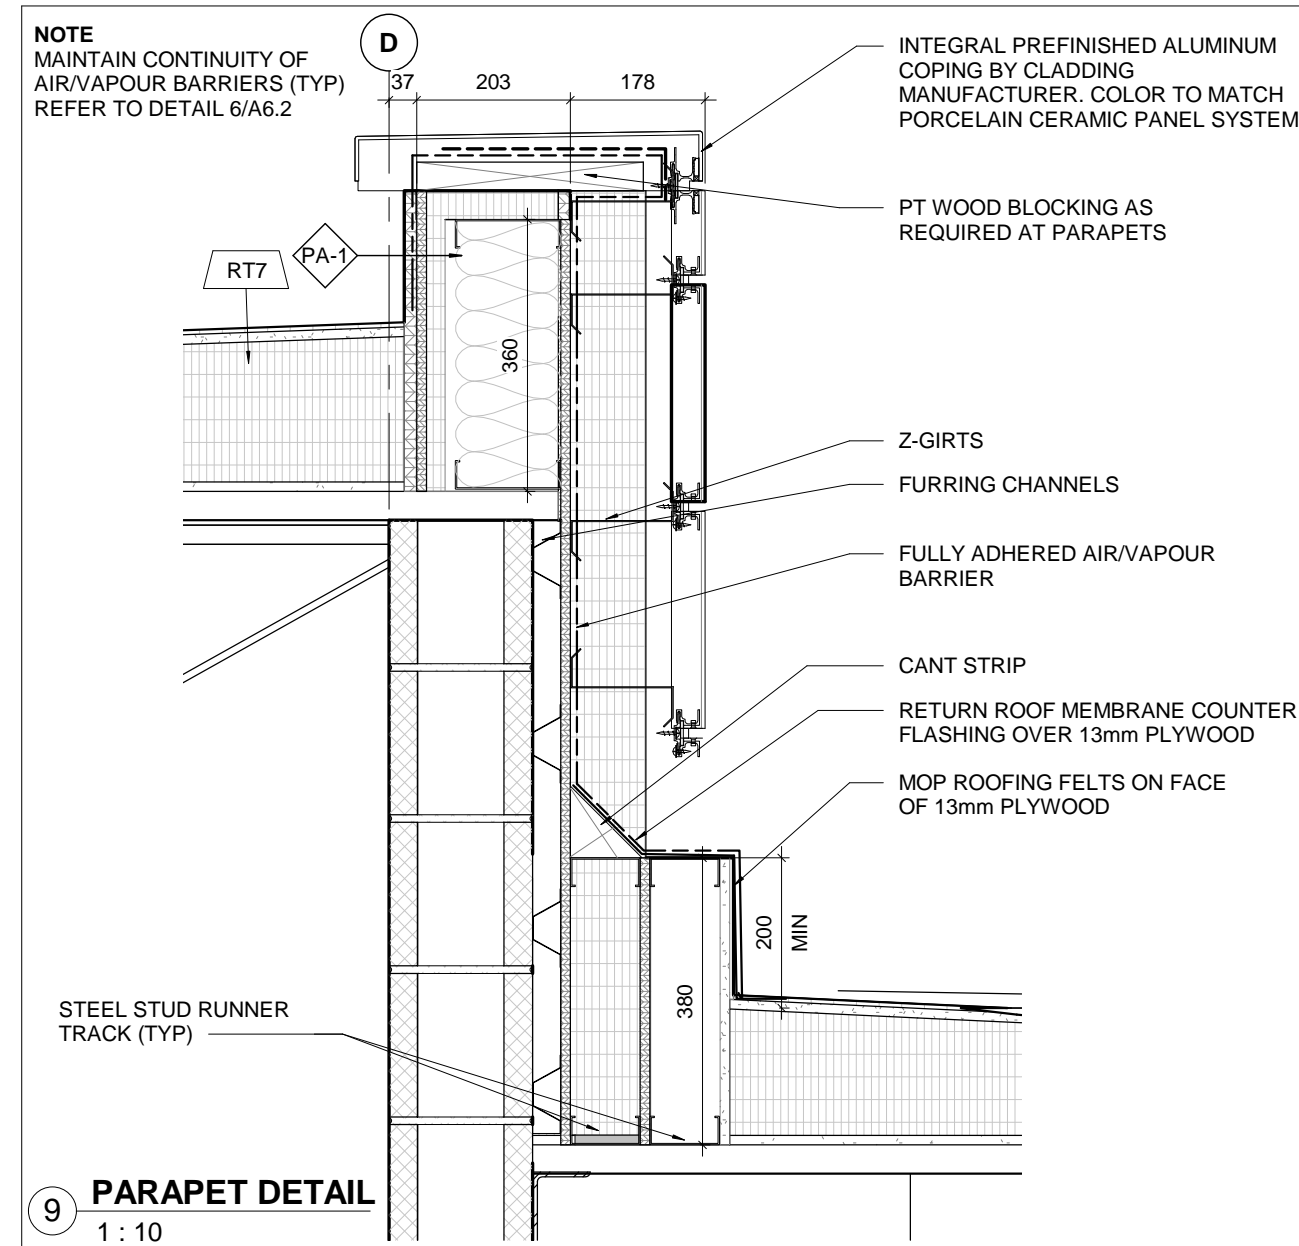 NOTE
MAINTAIN CONTINUITY OF
AIR/VAPOUR BARRIERS (TYP)
REFER TO DETAIL 6/A6.2
D
37
203
178
INTEGRAL PREFINISHED ALUMINUM
COPING BY CLADDING
MANUFACTURER. COLOR TO MATCH
PORCELAIN CERAMIC PANEL SYSTEM
PT WOOD BLOCKING AS
REQUIRED AT PARAPETS
PA-1
RT7
360
Z-GIRTS
FURRING CHANNELS
FULLY ADHERED AIR/VAPOUR
BARRIER
CANT STRIP
RETURN ROOF MEMBRANE COUNTER
FLASHING OVER 13mm PLYWOOD
MOP ROOFING FELTS ON FACE
OF 13mm PLYWOOD
200
MIN
380
STEEL STUD RUNNER
TRACK (TYP)
9
PARAPET DETAIL
1 : 10